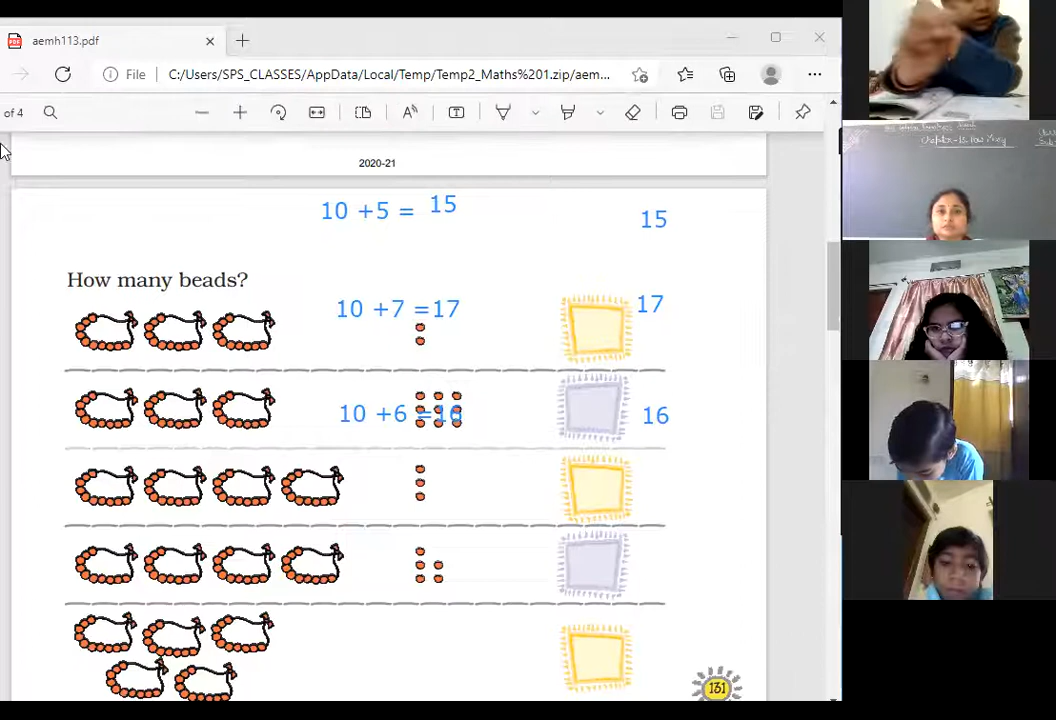 aemh113.pdf
File
C:/Users/SPS_CLASSES/AppData/Local/Temp/Temp2_Maths%201.zip/aem...
of 4
2020-21
10 +5 = 15 15
How many beads?
10 +7 =17 17
10 +6 =16 16
131